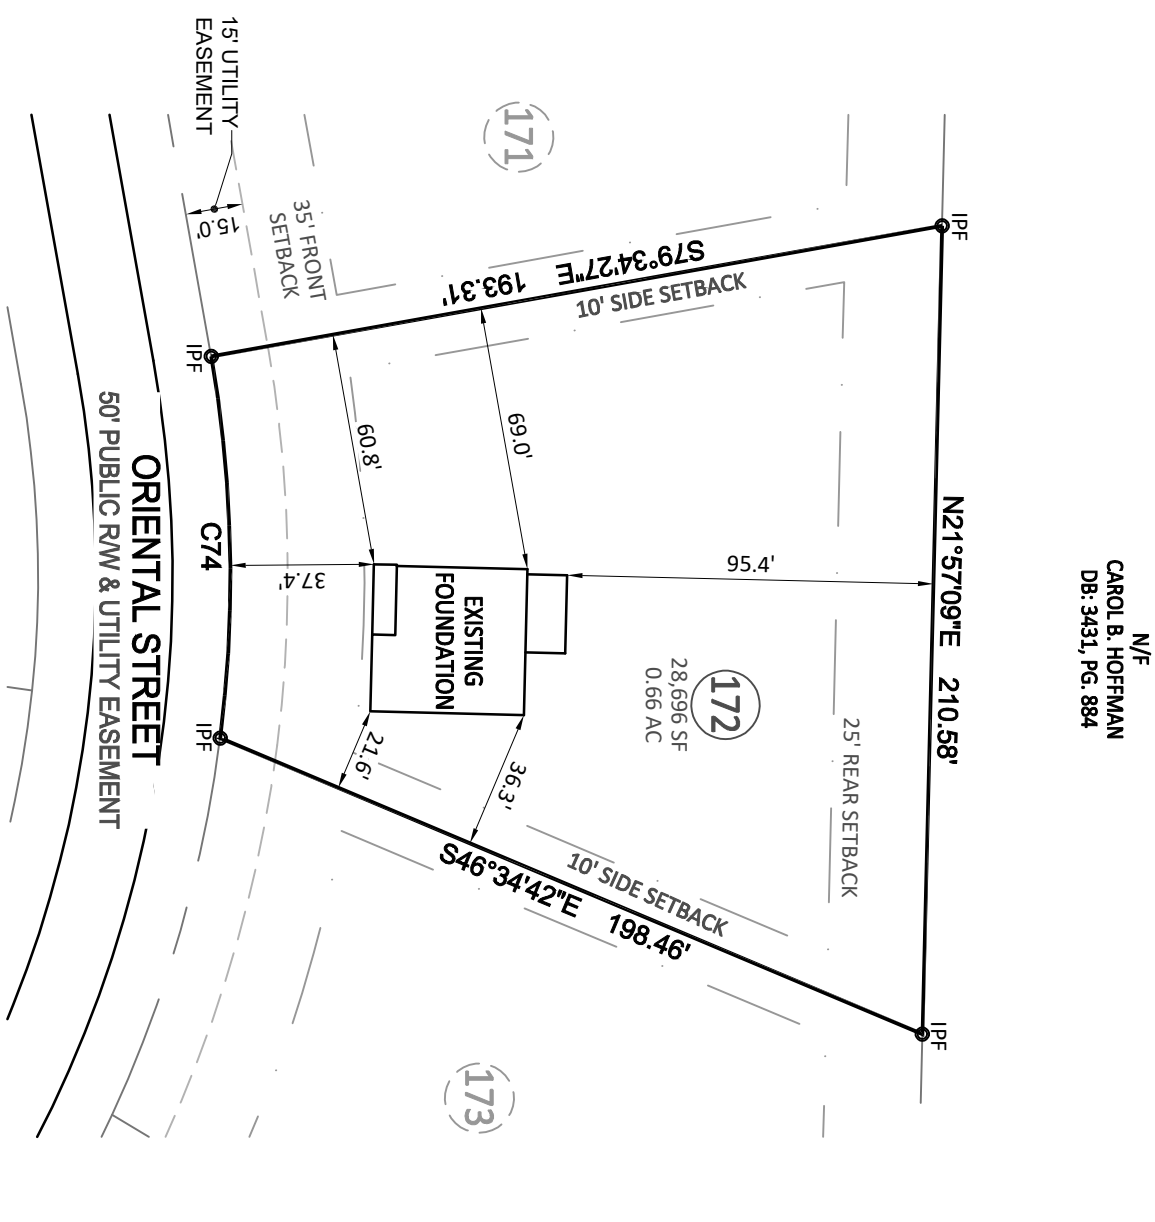 N/F
CAROL B. HOFFMAN
DB: 3431, PG. 884
IPF
N21°57'09"E 210.58'
IPF
25' REAR SETBACK
171
S79°34'27"E 193.31'
10' SIDE SETBACK
95.4'
172
28,696 SF
0.66 AC
10' SIDE SETBACK
S46°34'42"E 198.46'
173
69.0'
36.3'
EXISTING
FOUNDATION
60.8'
21.6'
35' FRONT
SETBACK
37.4'
15' UTILITY
EASEMENT
15.0'
IPF
C74
IPF
ORIENTAL STREET
50' PUBLIC R/W & UTILITY EASEMENT